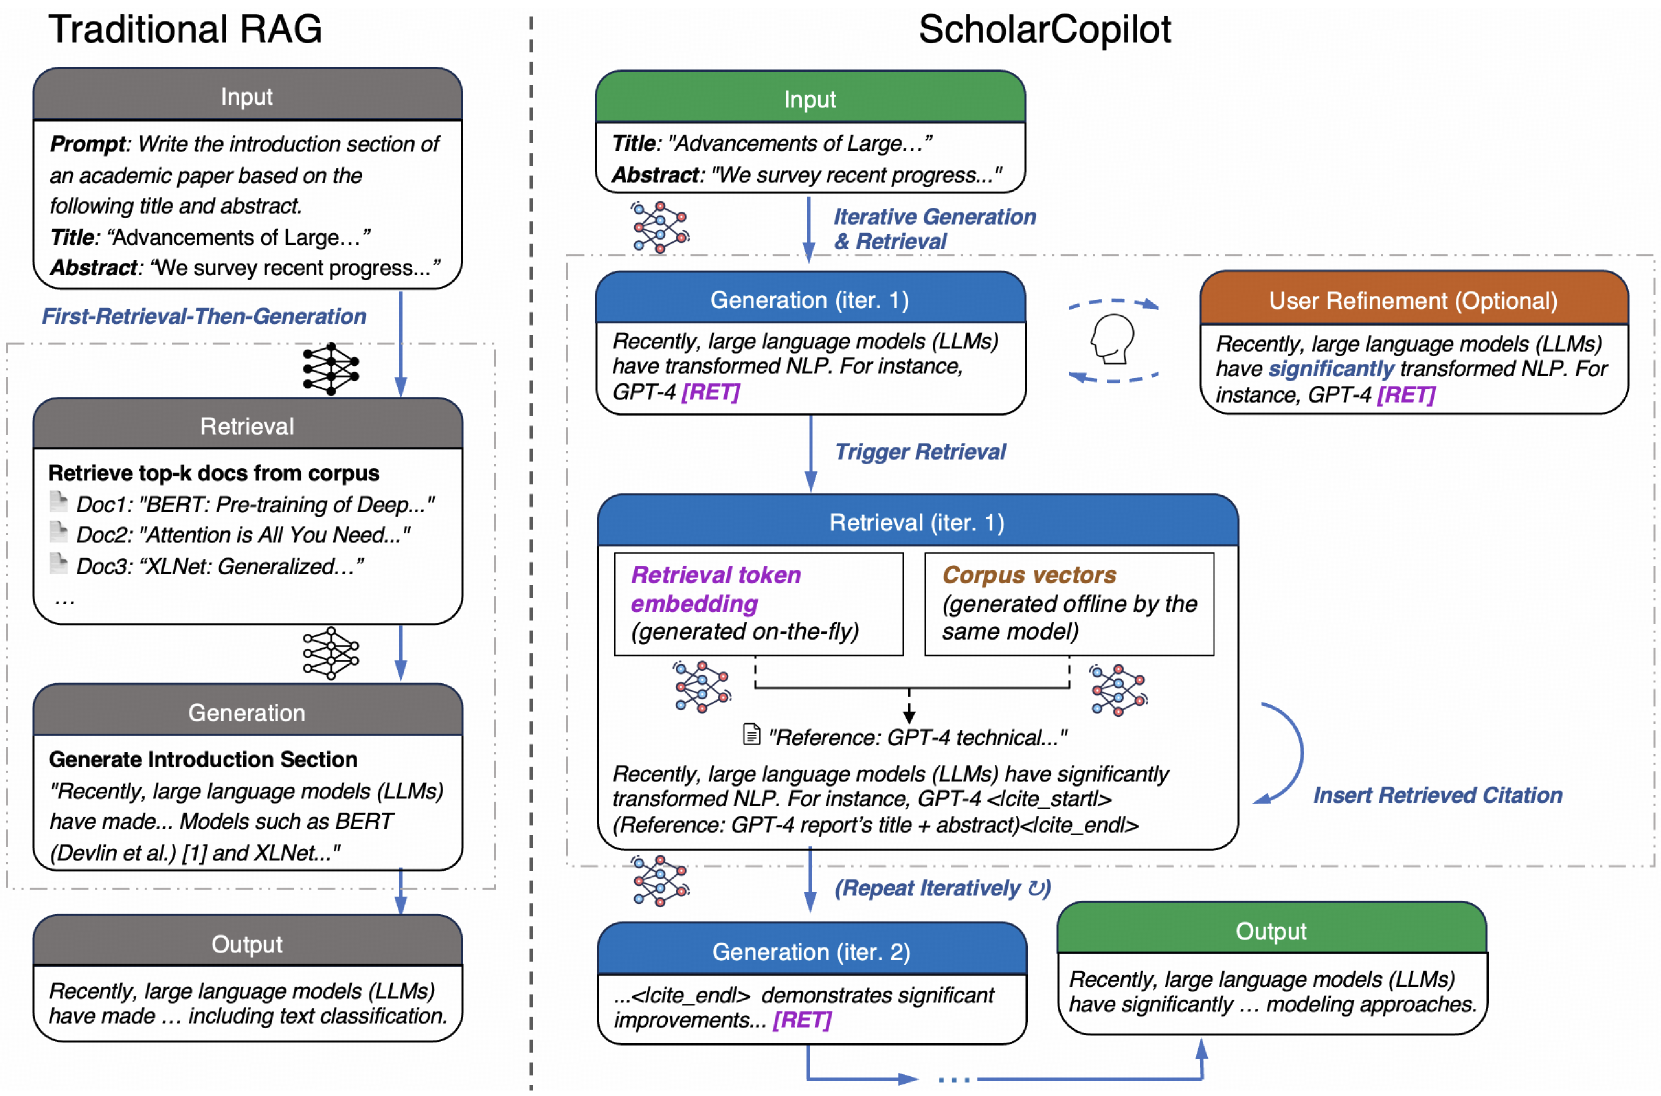 Traditional RAG
Input
Prompt: Write the introduction section of
an academic paper based on the
following title and abstract.
Title: “Advancements of Large…”
Abstract: “We survey recent progress...”
First-Retrieval-Then-Generation
Retrieval
Retrieve top-k docs from corpus
Doc1: "BERT: Pre-training of Deep..."
Doc2: "Attention is All You Need..."
Doc3: “XLNet: Generalized…”
…
Generation
Generate Introduction Section
"Recently, large language models (LLMs)
have made... Models such as BERT
(Devlin et al.) [1] and XLNet..."
Output
Recently, large language models (LLMs)
have made … including text classification.
ScholarCopilot
Input
Title: "Advancements of Large…”
Abstract: "We survey recent progress..."
Iterative Generation
& Retrieval
Generation (iter. 1)
Recently, large language models (LLMs)
have transformed NLP. For instance,
GPT-4 [RET]
User Refinement (Optional)
Recently, large language models (LLMs)
have significantly transformed NLP. For
instance, GPT-4 [RET]
Trigger Retrieval
Retrieval (iter. 1)
Retrieval token
embedding
(generated on-the-fly)
Corpus vectors
(generated offline by the
same model)
"Reference: GPT-4 technical..."
Recently, large language models (LLMs) have significantly
transformed NLP. For instance, GPT-4 <|cite_start|>
(Reference: GPT-4 report’s title + abstract)<|cite_end|>
Insert Retrieved Citation
(Repeat Iteratively ↻)
Generation (iter. 2)
...<|cite_end|> demonstrates significant
improvements... [RET]
...
Output
Recently, large language models (LLMs)
have significantly … modeling approaches.